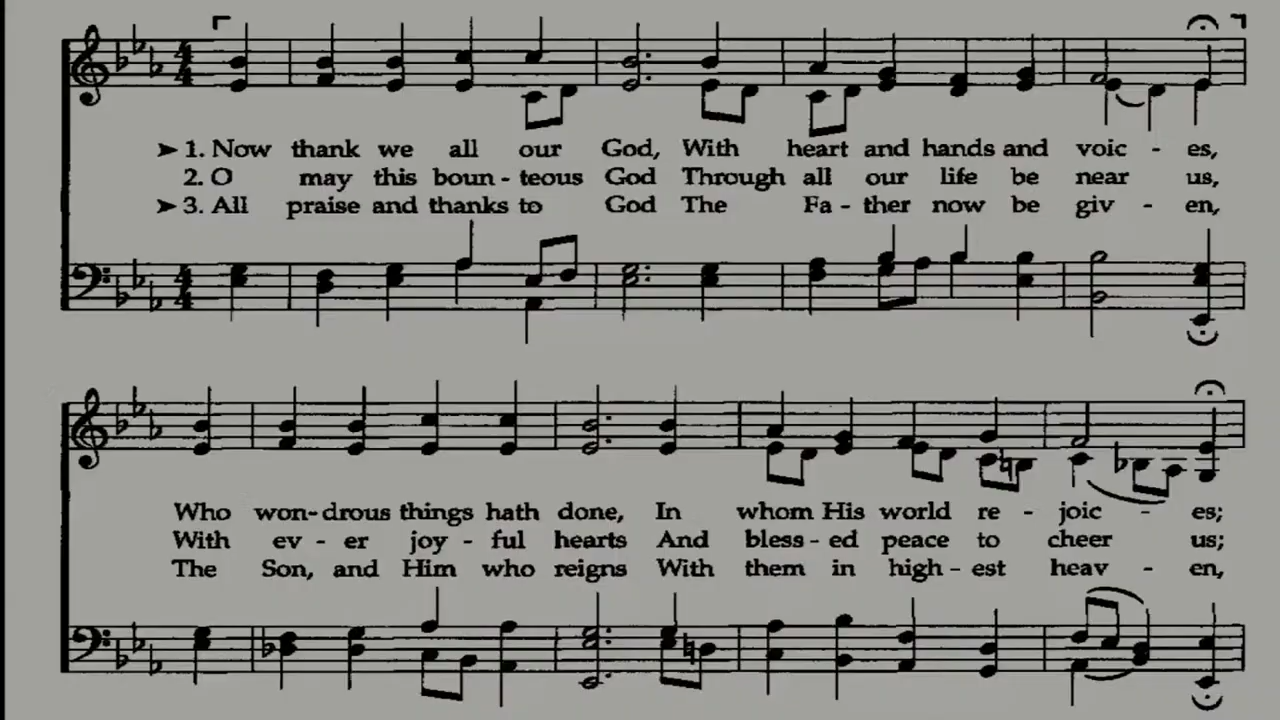 4 4
➤ 1. Now thank we all our God, With heart and hands and voic - es,
2. O may this boun - teous God Through all our life be near us,
➤ 3. All praise and thanks to God The Fa - ther now be giv - en,
4 4
Who won - drous things hath done, In whom His world re - joic - es;
With ev - er joy - ful hearts And bless - ed peace to cheer us;
The Son, and Him who reigns With them in high - est heav - en,